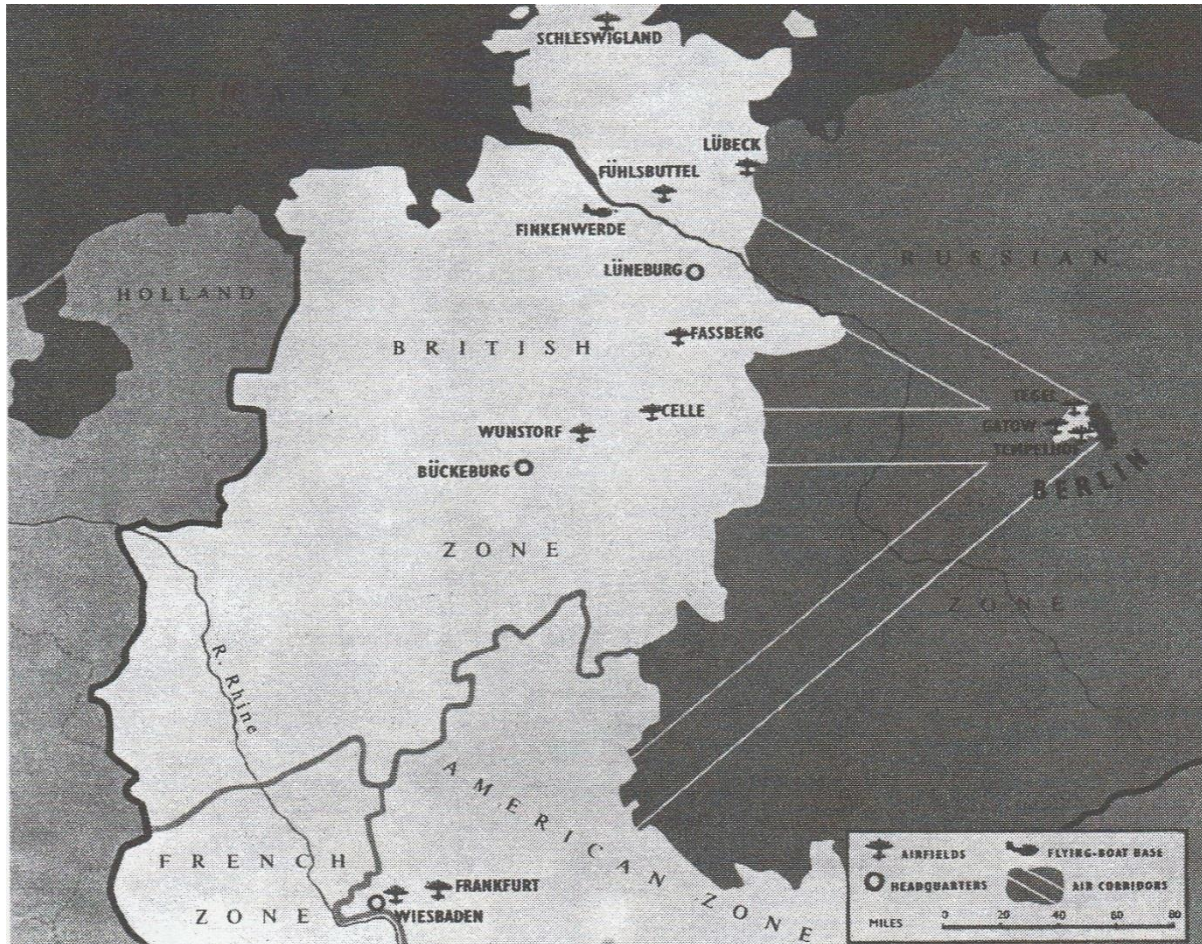 SCHLESWIGLAND
LÜBECK
FÜHLSBUTTEL
FINKENWERDE
HOLLAND
RUSSIAN
LÜNEBURG
BRITISH
FASSBERG
TEGEL
CELLE
GATOW
WUNSTORF
TEMPELHOF
BÜCKEBURG
BERLIN
ZONE
ZONE
R. Rhine
AMERICAN ZONE
FRENCH
ZONE
FRANKFURT
WIESBADEN
AIRFIELDS
FLYING-BOAT BASE
HEADQUARTERS
AIR CORRIDORS
MILES 0 20 40 60 80